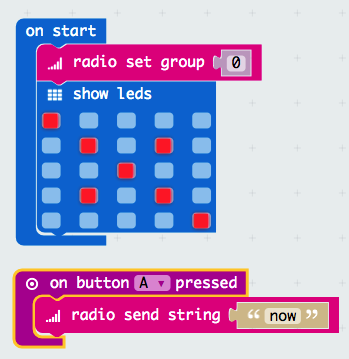 on start
radio set group 0
show leds
on button A ▾ pressed
radio send string “ now ”